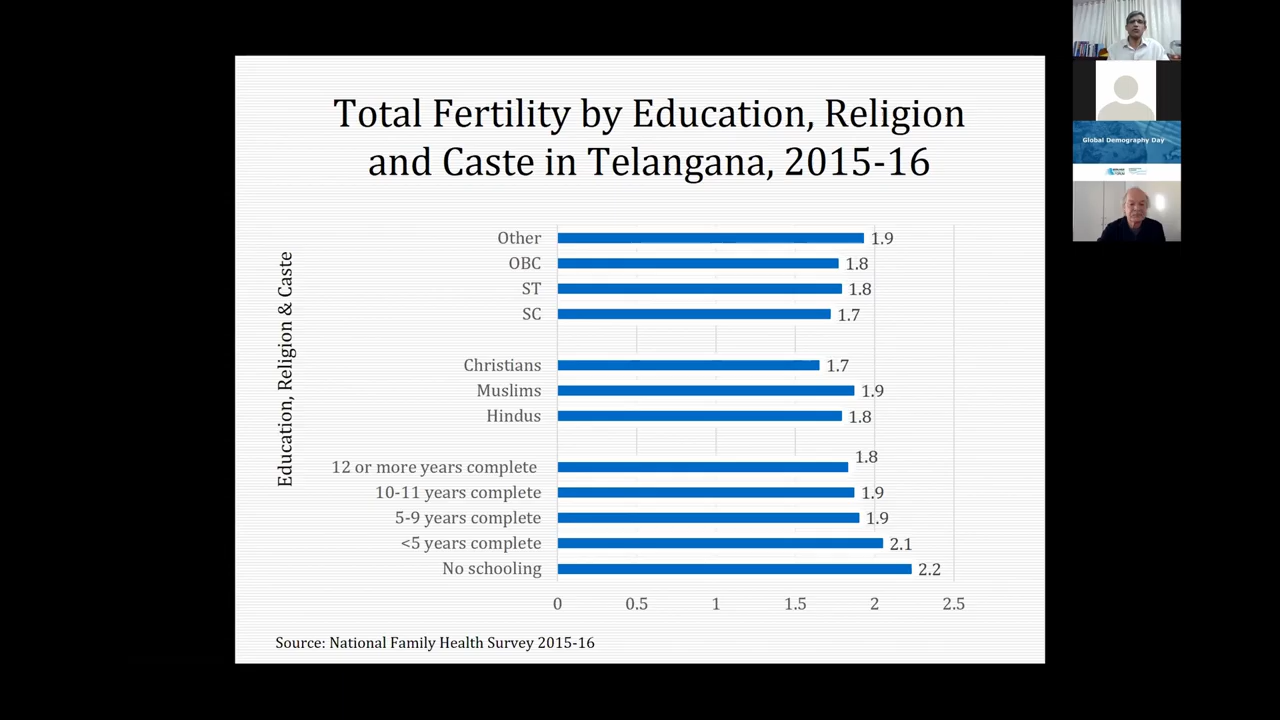 Total Fertility by Education, Religion
and Caste in Telangana, 2015-16
Education, Religion & Caste
Other 1.9
OBC 1.8
ST 1.8
SC 1.7
Christians 1.7
Muslims 1.9
Hindus 1.8
12 or more years complete 1.8
10-11 years complete 1.9
5-9 years complete 1.9
<5 years complete 2.1
No schooling 2.2
0 0.5 1 1.5 2 2.5
Source: National Family Health Survey 2015-16
Global Demography Day